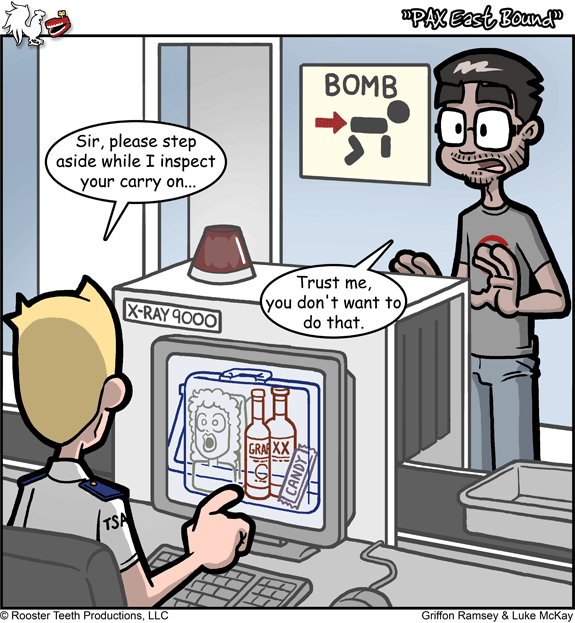 "PAX East Bound"
BOMB
Sir, please step
aside while I inspect
your carry on...
Trust me,
you don't want to
do that.
X-RAY 9000
GRAP
XX
CANDY
TSA
© Rooster Teeth Productions, LLC
Griffon Ramsey & Luke McKay